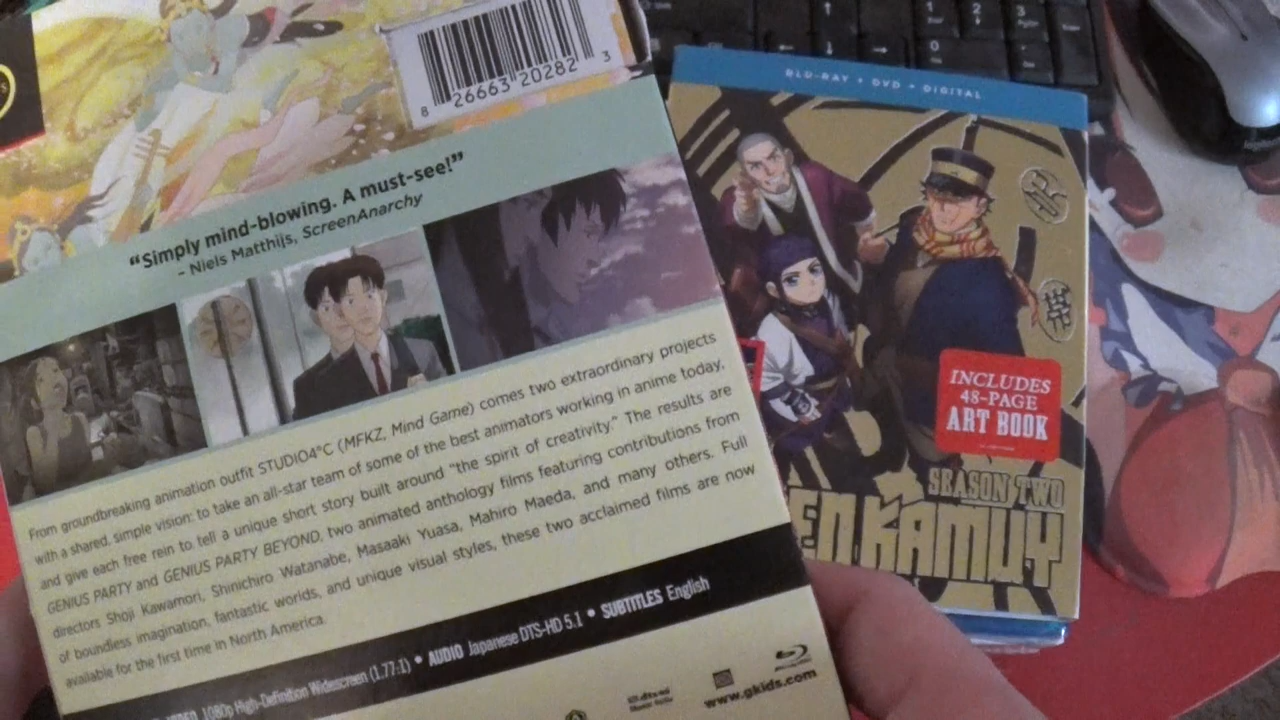 8 26663 20282 3
“Simply mind-blowing. A must-see!”
– Niels Matthijs, ScreenAnarchy
From groundbreaking animation outfit STUDIO4°C (MFKZ, Mind Game) comes two extraordinary projects
with a shared, simple vision: to take an all-star team of some of the best animators working in anime today,
and give each free rein to tell a unique short story built around “the spirit of creativity.” The results are
GENIUS PARTY and GENIUS PARTY BEYOND, two animated anthology films featuring contributions from
directors Shoji Kawamori, Shinichiro Watanabe, Masaaki Yuasa, Mahiro Maeda, and many others. Full
of boundless imagination, fantastic worlds, and unique visual styles, these two acclaimed films are now
available for the first time in North America.
VIDEO 1080p High-Definition Widescreen (1.77:1) • AUDIO Japanese DTS-HD 5.1 • SUBTITLES English
www.gkids.com
BLU-RAY + DVD + DIGITAL
INCLUDES
48-PAGE
ART BOOK
SEASON TWO
EN KAMUY
1
2
3
0